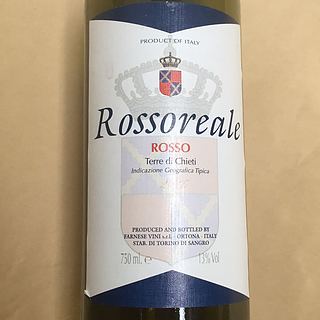 PRODUCT OF ITALY
Rossoreale
ROSSO
Terre di Chieti
Indicazione Geografica Tipica
PRODUCED AND BOTTLED BY
FARNESE VINI s.r.l. - ORTONA - ITALY
STAB. DI TORINO DI SANGRO
750 ml. e 13% Vol